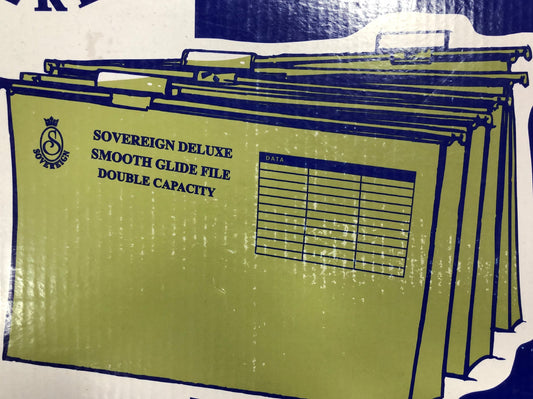 S
SOVEREIGN
SOVEREIGN DELUXE
SMOOTH GLIDE FILE
DOUBLE CAPACITY
DATA